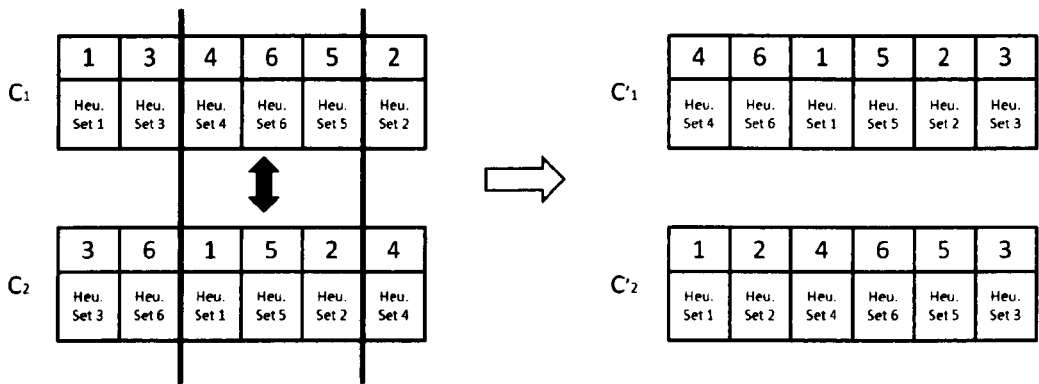 1 3 4 6 5 2
C1
Heu. Set 1 Heu. Set 3 Heu. Set 4 Heu. Set 6 Heu. Set 5 Heu. Set 2
4 6 1 5 2 3
C'1
Heu. Set 4 Heu. Set 6 Heu. Set 1 Heu. Set 5 Heu. Set 2 Heu. Set 3
3 6 1 5 2 4
C2
Heu. Set 3 Heu. Set 6 Heu. Set 1 Heu. Set 5 Heu. Set 2 Heu. Set 4
1 2 4 6 5 3
C'2
Heu. Set 1 Heu. Set 2 Heu. Set 4 Heu. Set 6 Heu. Set 5 Heu. Set 3